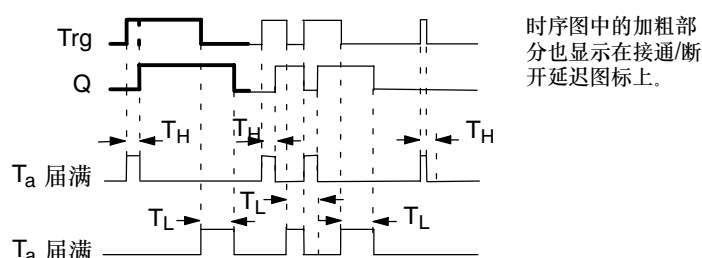 Trg
Q
T_H T_H T_H
T_a 届满
T_L T_L T_L
T_a 届满
时序图中的加粗部
分也显示在接通/断
开延迟图标上。